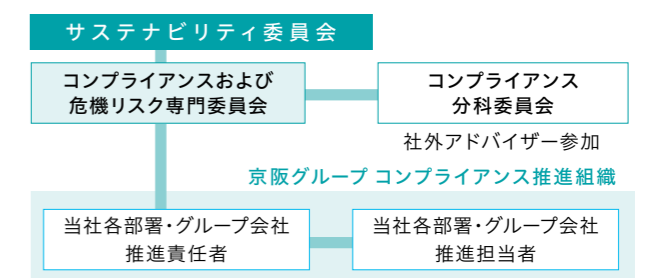 サステナビリティ委員会
コンプライアンスおよび
危機リスク専門委員会
コンプライアンス
分科委員会
社外アドバイザー参加
京阪グループ コンプライアンス推進組織
当社各部署・グループ会社
推進責任者
当社各部署・グループ会社
推進担当者